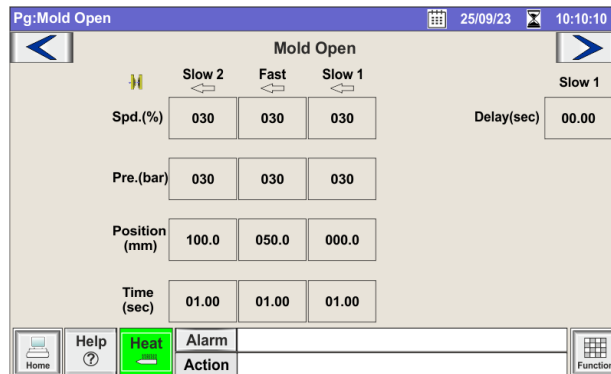 Pg:Mold Open 25/09/23 10:10:10
Mold Open
Slow 2 Fast Slow 1 Slow 1
Spd.(%) 030 030 030 Delay(sec) 00.00
Pre.(bar) 030 030 030
Position
(mm) 100.0 050.0 000.0
Time
(sec) 01.00 01.00 01.00
Home Help ? Heat Alarm Function
Action